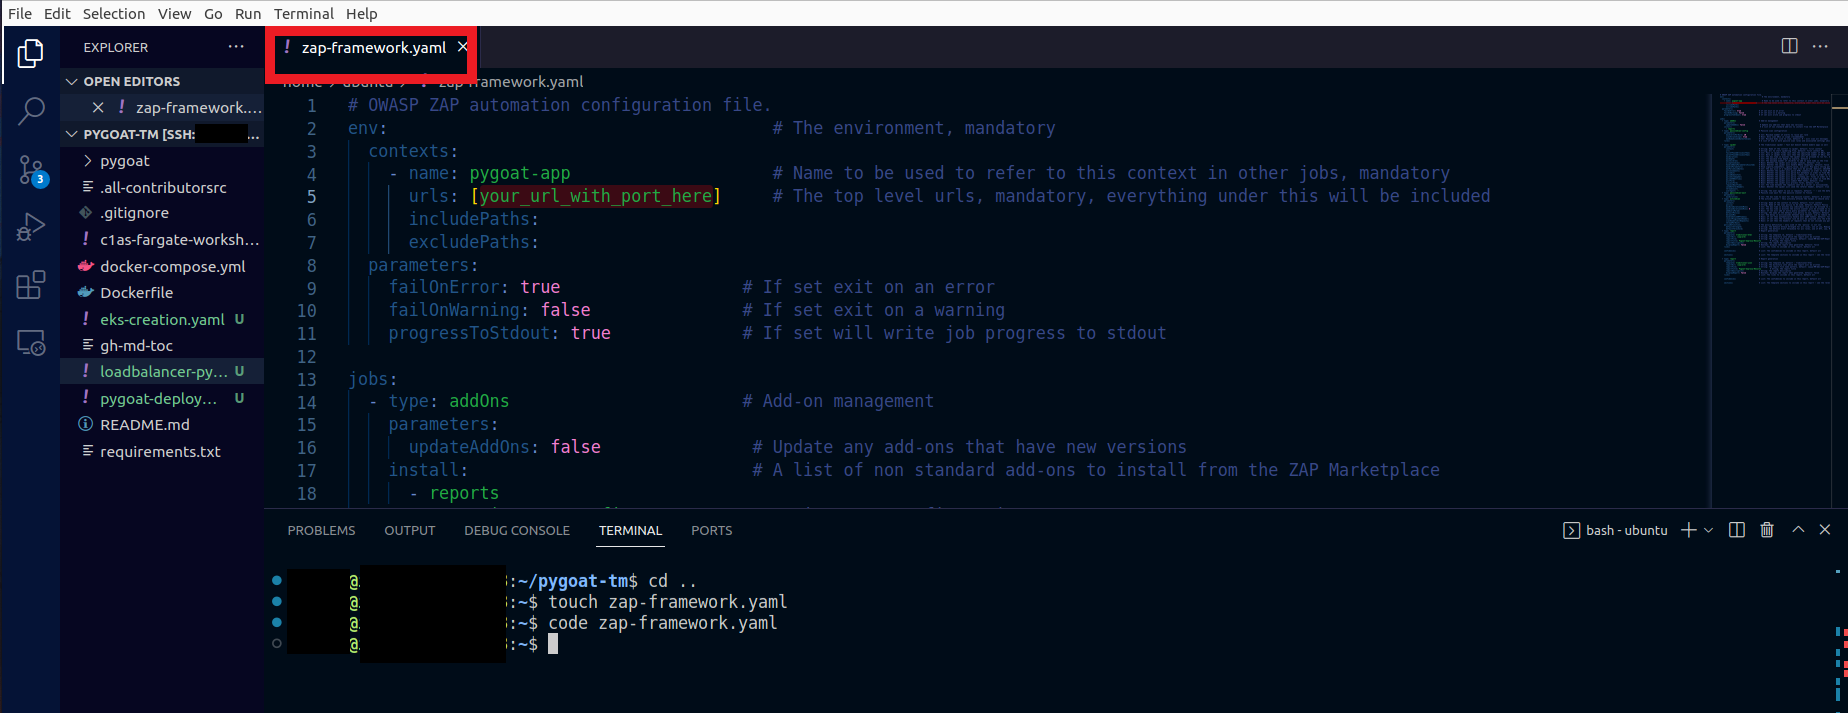 File Edit Selection View Go Run Terminal Help
EXPLORER ···
OPEN EDITORS
zap-framework....
PYGOAT-TM [SSH: ...
pygoat
.all-contributorsrc
.gitignore
c1as-fargate-worksh...
docker-compose.yml
Dockerfile
eks-creation.yaml U
gh-md-toc
loadbalancer-py... U
pygoat-deploy... U
README.md
requirements.txt
3
! zap-framework.yaml ×
home ubuntu zap-framework.yaml
1 # OWASP ZAP automation configuration file.
2 env: # The environment, mandatory
3 contexts:
4 - name: pygoat-app # Name to be used to refer to this context in other jobs, mandatory
5 urls: [your_url_with_port_here] # The top level urls, mandatory, everything under this will be included
6 includePaths:
7 excludePaths:
8 parameters:
9 failOnError: true # If set exit on an error
10 failOnWarning: false # If set exit on a warning
11 progressToStdout: true # If set will write job progress to stdout
12
13 jobs:
14 - type: addOns # Add-on management
15 parameters:
16 updateAddOns: false # Update any add-ons that have new versions
17 install: # A list of non standard add-ons to install from the ZAP Marketplace
18 - reports
PROBLEMS OUTPUT DEBUG CONSOLE TERMINAL PORTS
bash - ubuntu
@ :~/pygoat-tm$ cd ..
@ :~$ touch zap-framework.yaml
@ :~$ code zap-framework.yaml
@ :~$